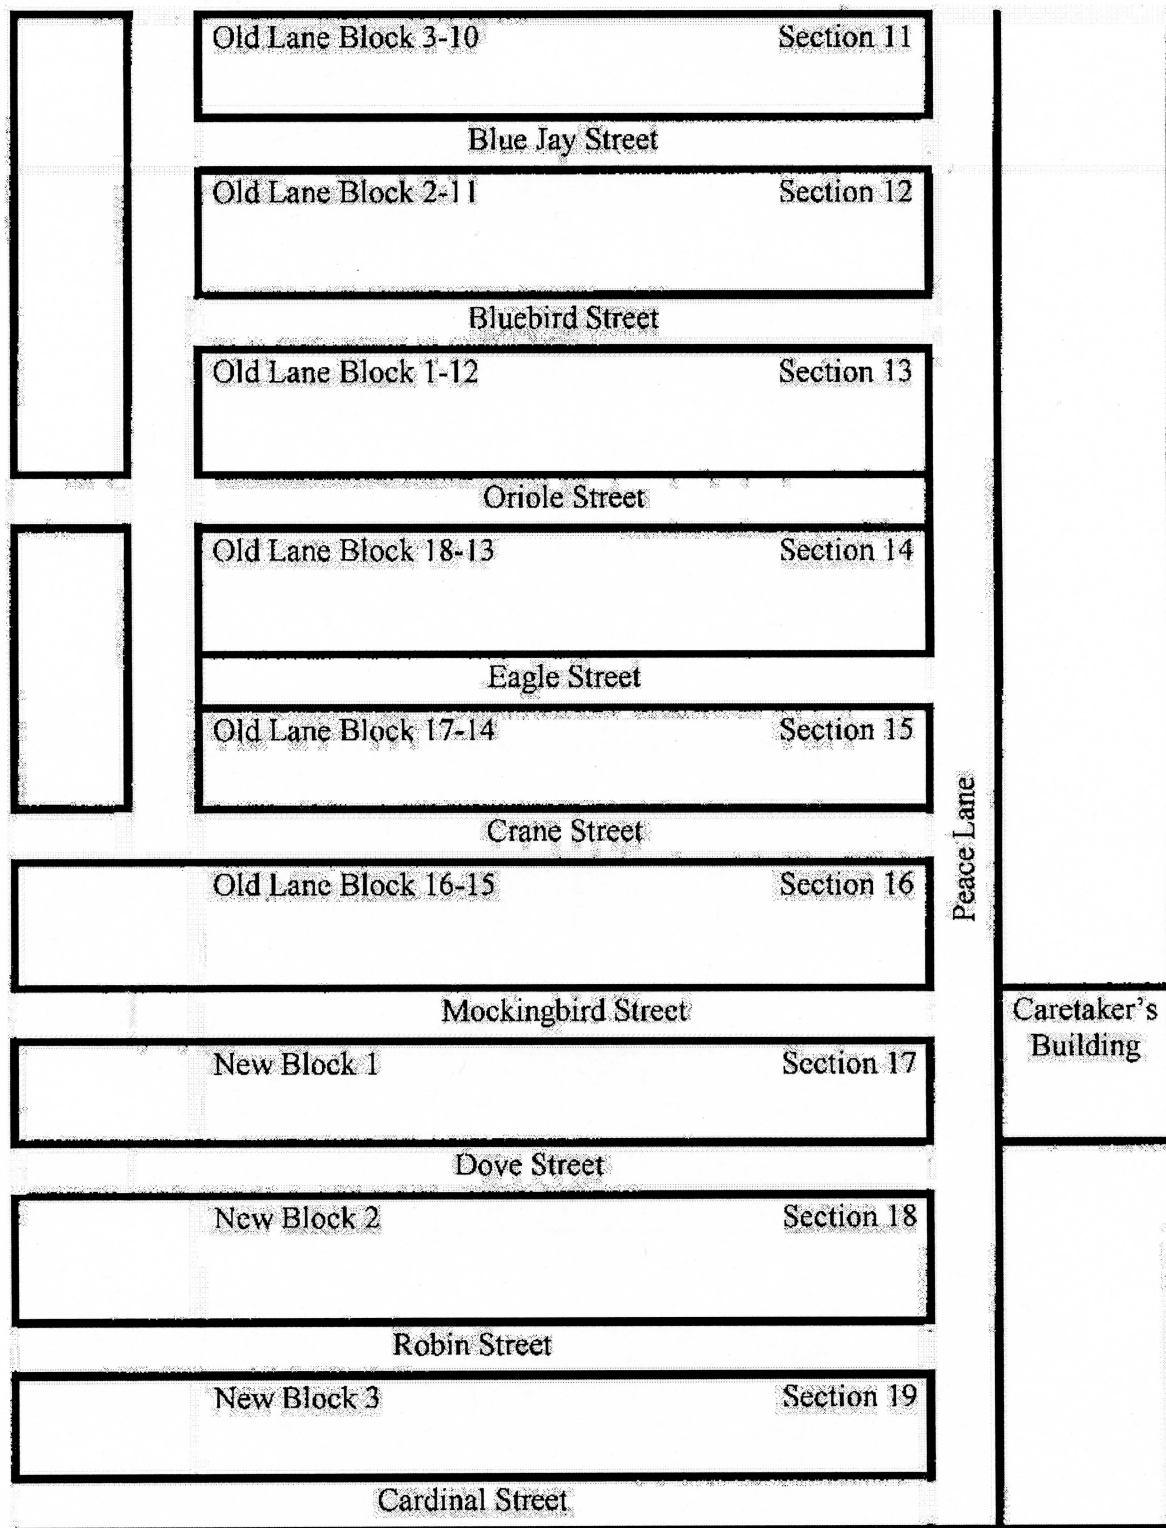 Old Lane Block 3-10 Section 11
Blue Jay Street
Old Lane Block 2-11 Section 12
Bluebird Street
Old Lane Block 1-12 Section 13
Oriole Street
Old Lane Block 18-13 Section 14
Eagle Street
Old Lane Block 17-14 Section 15
Crane Street
Peace Lane
Old Lane Block 16-15 Section 16
Mockingbird Street
Caretaker's
Building
New Block 1 Section 17
Dove Street
New Block 2 Section 18
Robin Street
New Block 3 Section 19
Cardinal Street